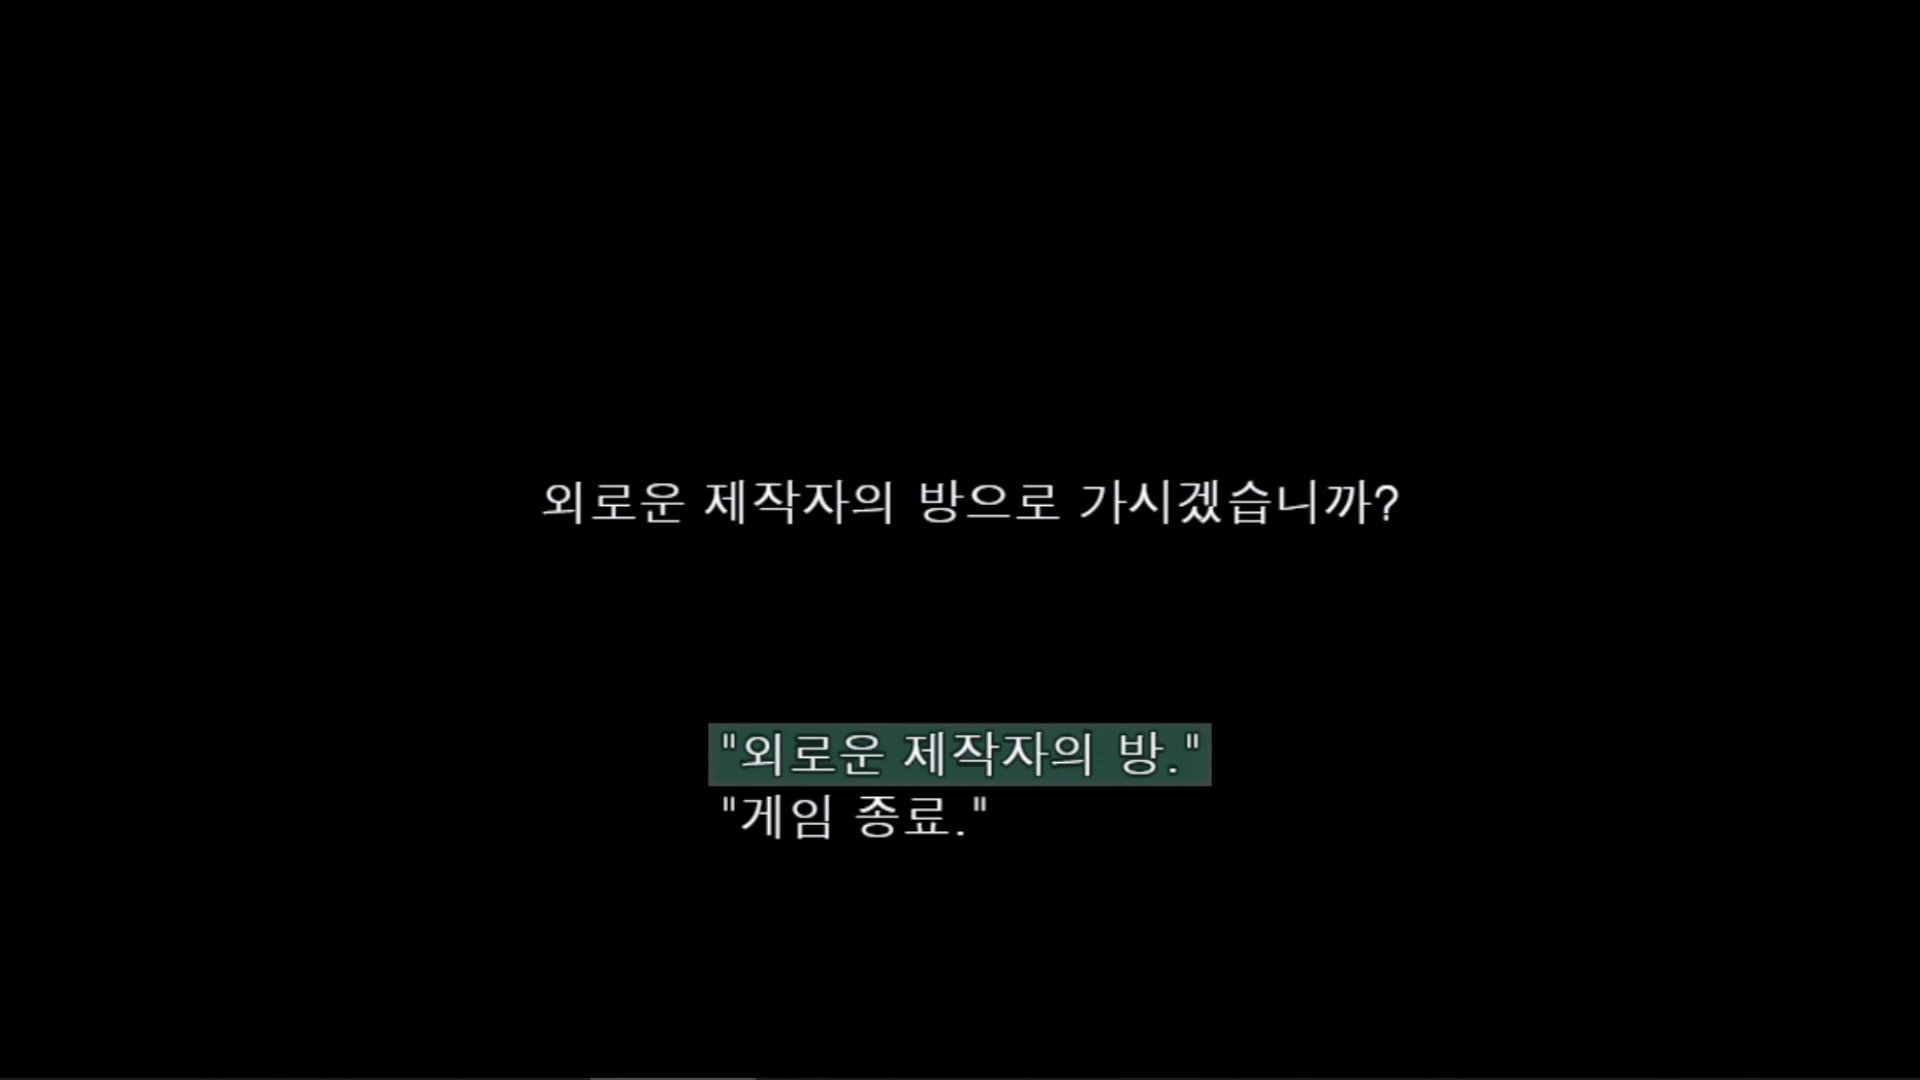 외로운 제작자의 방으로 가시겠습니까?
"외로운 제작자의 방."
"게임 종료."